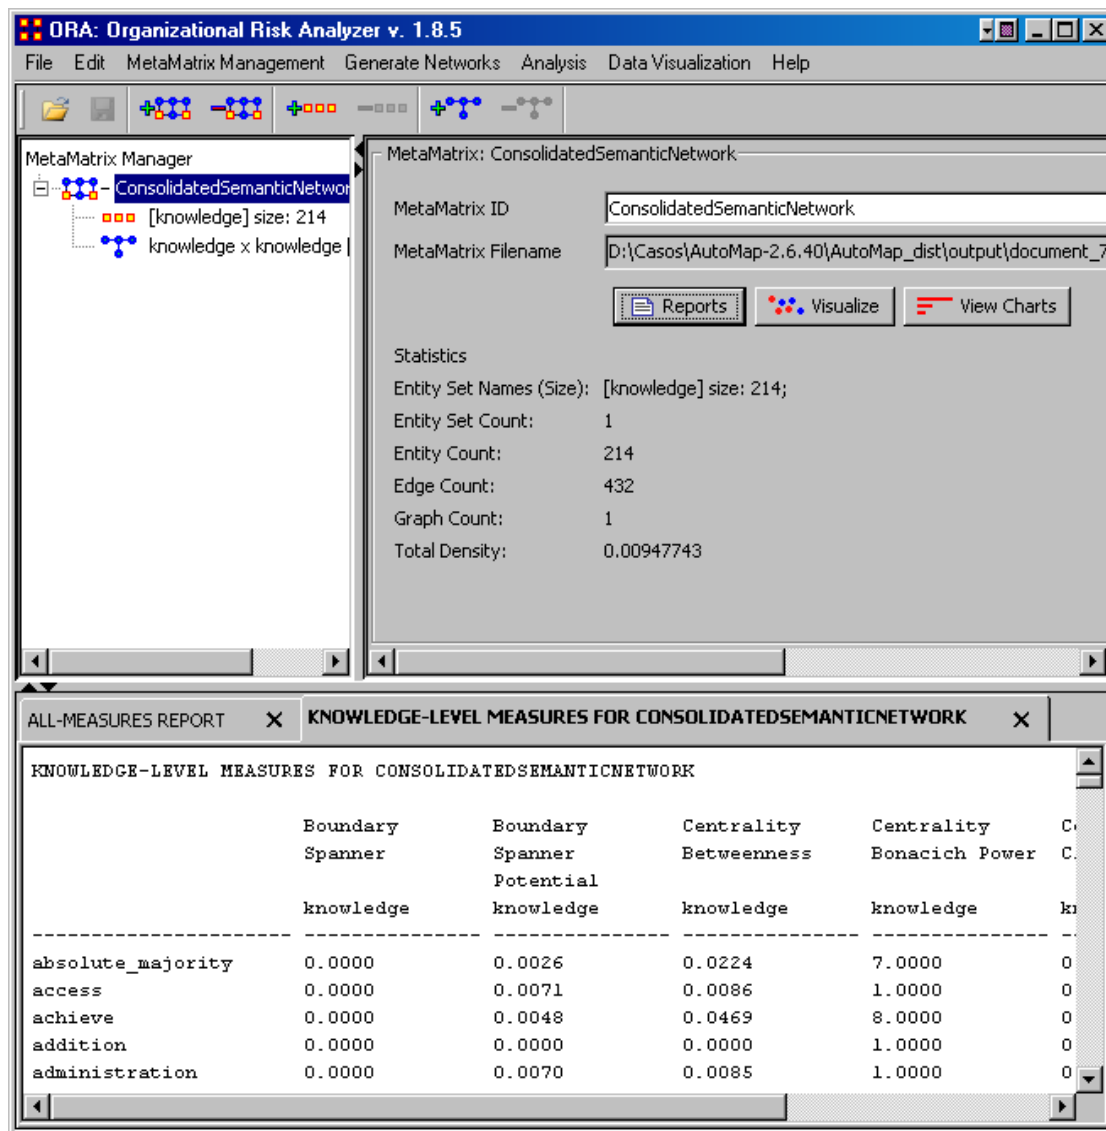 ORA: Organizational Risk Analyzer v. 1.8.5
File Edit MetaMatrix Management Generate Networks Analysis Data Visualization Help
MetaMatrix Manager
ConsolidatedSemanticNetwor
[knowledge] size: 214
knowledge x knowledge [
MetaMatrix: ConsolidatedSemanticNetwork
MetaMatrix ID ConsolidatedSemanticNetwork
MetaMatrix Filename D:\Casos\AutoMap-2.6.40\AutoMap_dist\output\document_7
Reports Visualize View Charts
Statistics
Entity Set Names (Size): [knowledge] size: 214;
Entity Set Count: 1
Entity Count: 214
Edge Count: 432
Graph Count: 1
Total Density: 0.00947743
ALL-MEASURES REPORT X KNOWLEDGE-LEVEL MEASURES FOR CONSOLIDATEDSEMANTICNETWORK X
KNOWLEDGE-LEVEL MEASURES FOR CONSOLIDATEDSEMANTICNETWORK
Boundary Boundary Centrality Centrality
Spanner Spanner Betweenness Bonacich Power
Potential
knowledge knowledge knowledge knowledge
absolute_majority 0.0000 0.0026 0.0224 7.0000 0
access 0.0000 0.0071 0.0086 1.0000 0
achieve 0.0000 0.0048 0.0469 8.0000 0
addition 0.0000 0.0000 0.0000 1.0000 0
administration 0.0000 0.0070 0.0085 1.0000 0